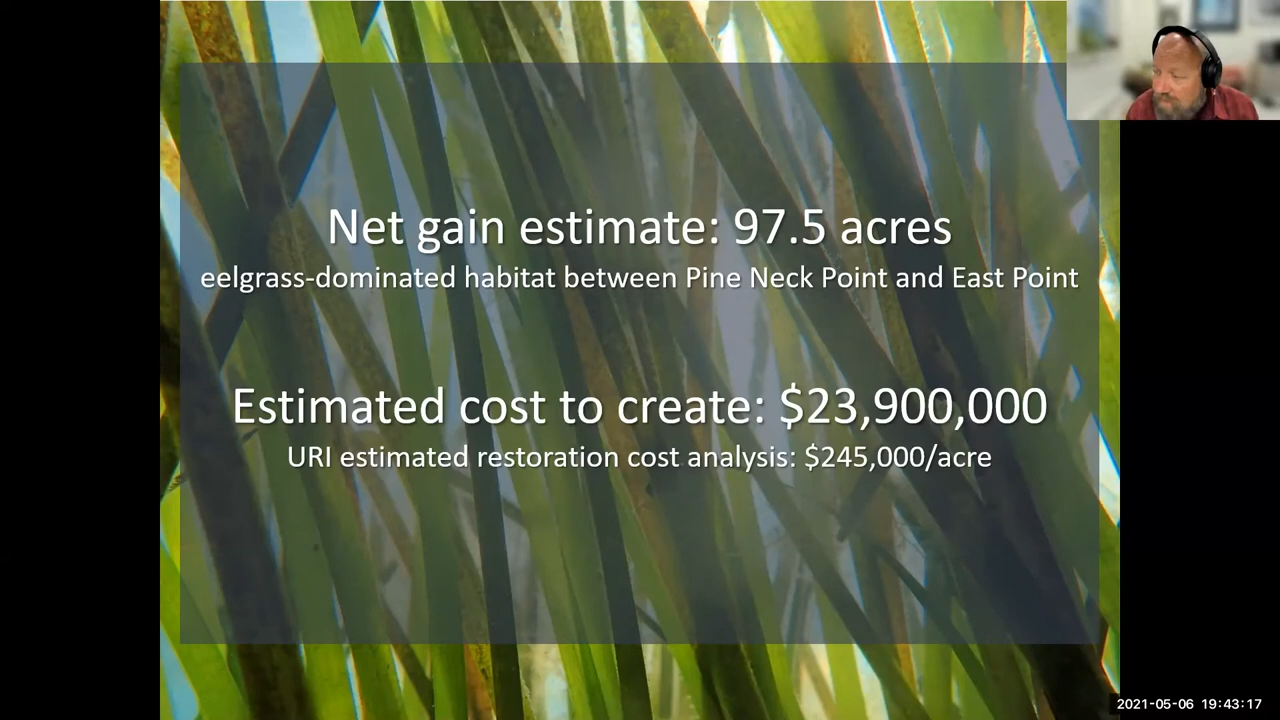 Net gain estimate: 97.5 acres
eelgrass-dominated habitat between Pine Neck Point and East Point
Estimated cost to create: $23,900,000
URI estimated restoration cost analysis: $245,000/acre
2021-05-06 19:43:17